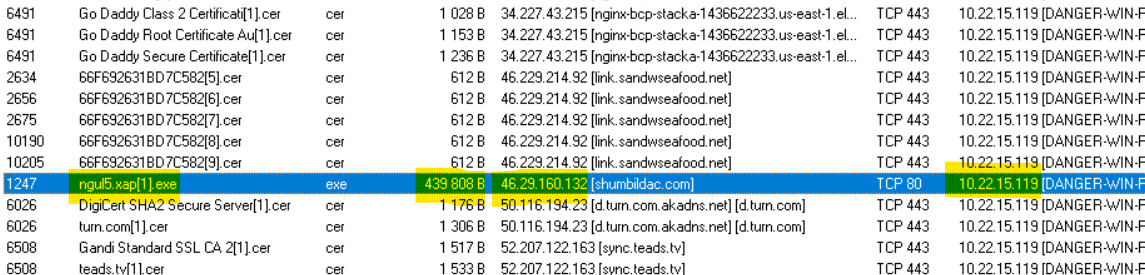 6491 Go Daddy Class 2 Certificati[1].cer cer 1 028 B 34.227.43.215 [nginx-bcp-stacka-1436622233.us-east-1.el... TCP 443 10.22.15.119 [DANGER-WIN-F
6491 Go Daddy Root Certificate Au[1].cer cer 1 153 B 34.227.43.215 [nginx-bcp-stacka-1436622233.us-east-1.el... TCP 443 10.22.15.119 [DANGER-WIN-F
6491 Go Daddy Secure Certificate[1].cer cer 1 236 B 34.227.43.215 [nginx-bcp-stacka-1436622233.us-east-1.el... TCP 443 10.22.15.119 [DANGER-WIN-F
2634 66F692631BD7C582[5].cer cer 612 B 46.229.214.92 [link.sandwseafood.net] TCP 443 10.22.15.119 [DANGER-WIN-F
2656 66F692631BD7C582[6].cer cer 612 B 46.229.214.92 [link.sandwseafood.net] TCP 443 10.22.15.119 [DANGER-WIN-F
2675 66F692631BD7C582[7].cer cer 612 B 46.229.214.92 [link.sandwseafood.net] TCP 443 10.22.15.119 [DANGER-WIN-F
10190 66F692631BD7C582[8].cer cer 612 B 46.229.214.92 [link.sandwseafood.net] TCP 443 10.22.15.119 [DANGER-WIN-F
10205 66F692631BD7C582[9].cer cer 612 B 46.229.214.92 [link.sandwseafood.net] TCP 443 10.22.15.119 [DANGER-WIN-F
1247 ngul5.xap[1].exe exe 439 808 B 46.29.160.132 [shumbildac.com] TCP 80 10.22.15.119 [DANGER-WIN-F
6026 DigiCert SHA2 Secure Server[1].cer cer 1 176 B 50.116.194.23 [d.turn.com.akadns.net] [d.turn.com] TCP 443 10.22.15.119 [DANGER-WIN-F
6026 turn.com[1].cer cer 1 306 B 50.116.194.23 [d.turn.com.akadns.net] [d.turn.com] TCP 443 10.22.15.119 [DANGER-WIN-F
6508 Gandi Standard SSL CA 2[1].cer cer 1 517 B 52.207.122.163 [sync.teads.tv] TCP 443 10.22.15.119 [DANGER-WIN-F
6508 teads.tv[1].cer cer 1 533 B 52.207.122.163 [sync.teads.tv] TCP 443 10.22.15.119 [DANGER-WIN-F